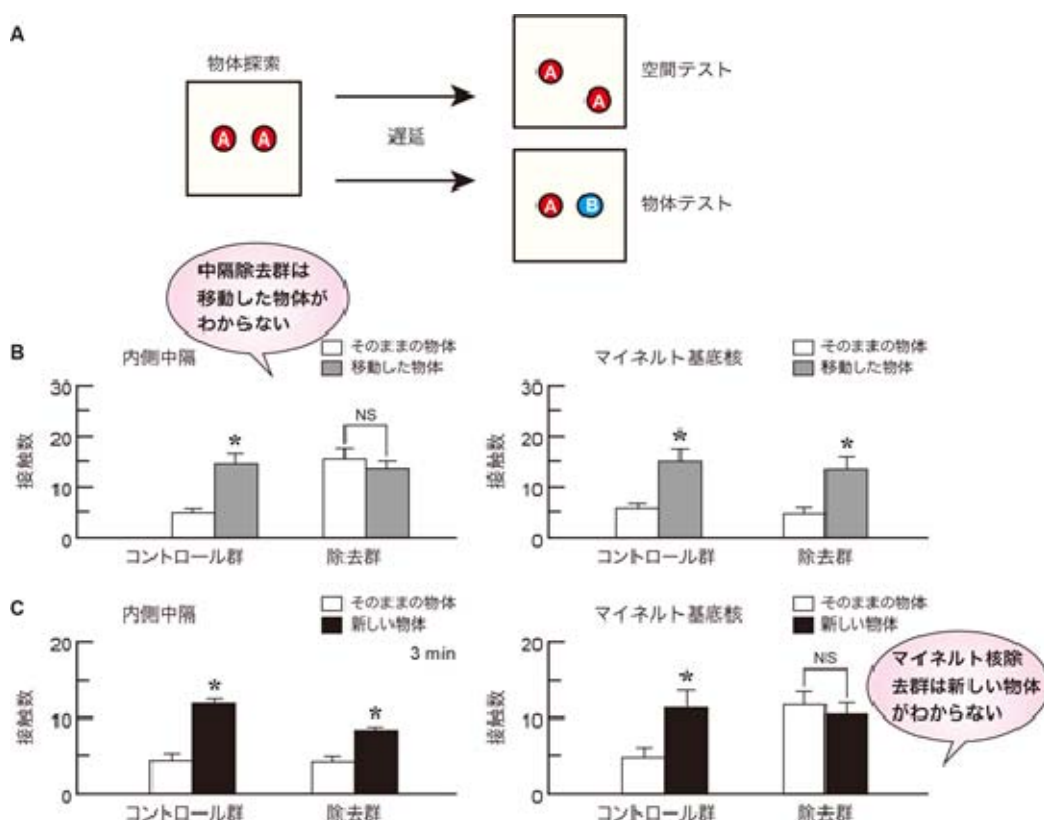 A
物体探索
A A
遅延
A
A
空間テスト
A B
物体テスト
中隔除去群は
移動した物体が
わからない
B
内側中隔
そのままの物体
移動した物体
接触数
30
20
10
0
*
NS
コントロール群
除去群
マイネルト基底核
そのままの物体
移動した物体
接触数
30
20
10
0
*
*
コントロール群
除去群
C
内側中隔
そのままの物体
新しい物体
3 min
接触数
20
10
0
*
*
コントロール群
除去群
マイネルト基底核
そのままの物体
新しい物体
接触数
20
10
0
*
NS
コントロール群
除去群
マイネルト核除
去群は新しい物体
がわからない